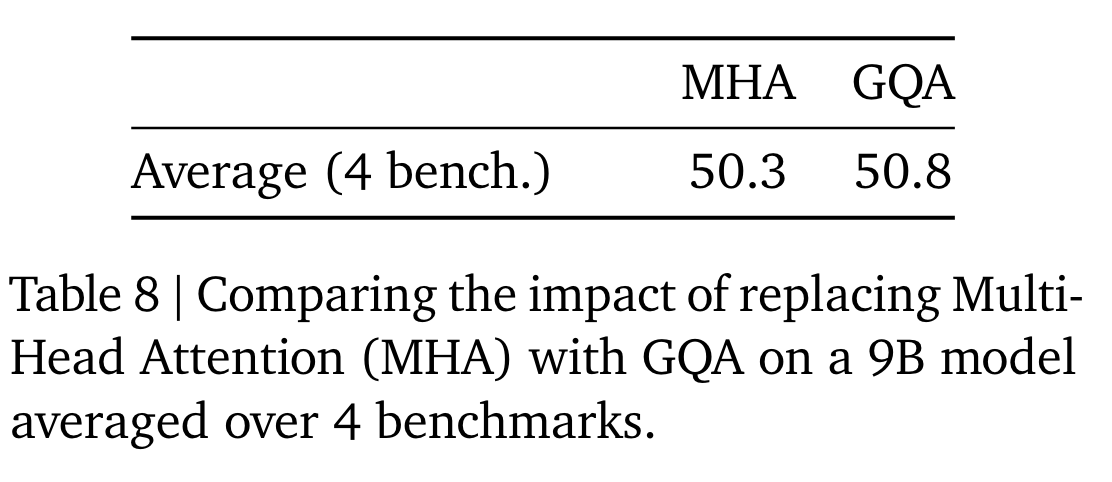 MHA GQA
Average (4 bench.) 50.3 50.8
Table 8 | Comparing the impact of replacing Multi-
Head Attention (MHA) with GQA on a 9B model
averaged over 4 benchmarks.